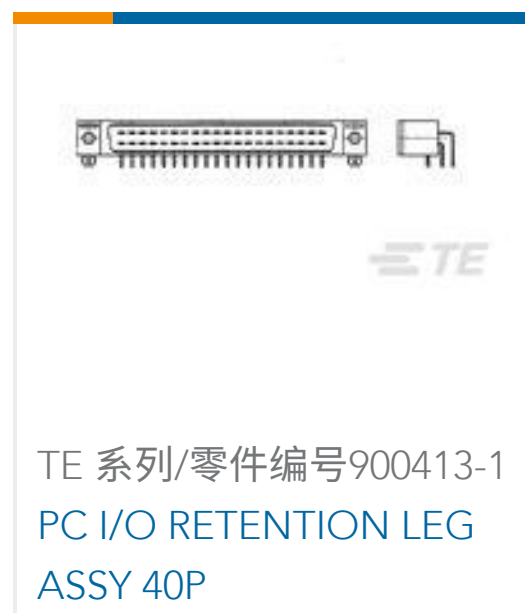 TE
TE 系列/零件编号900413-1
PC I/O RETENTION LEG
ASSY 40P